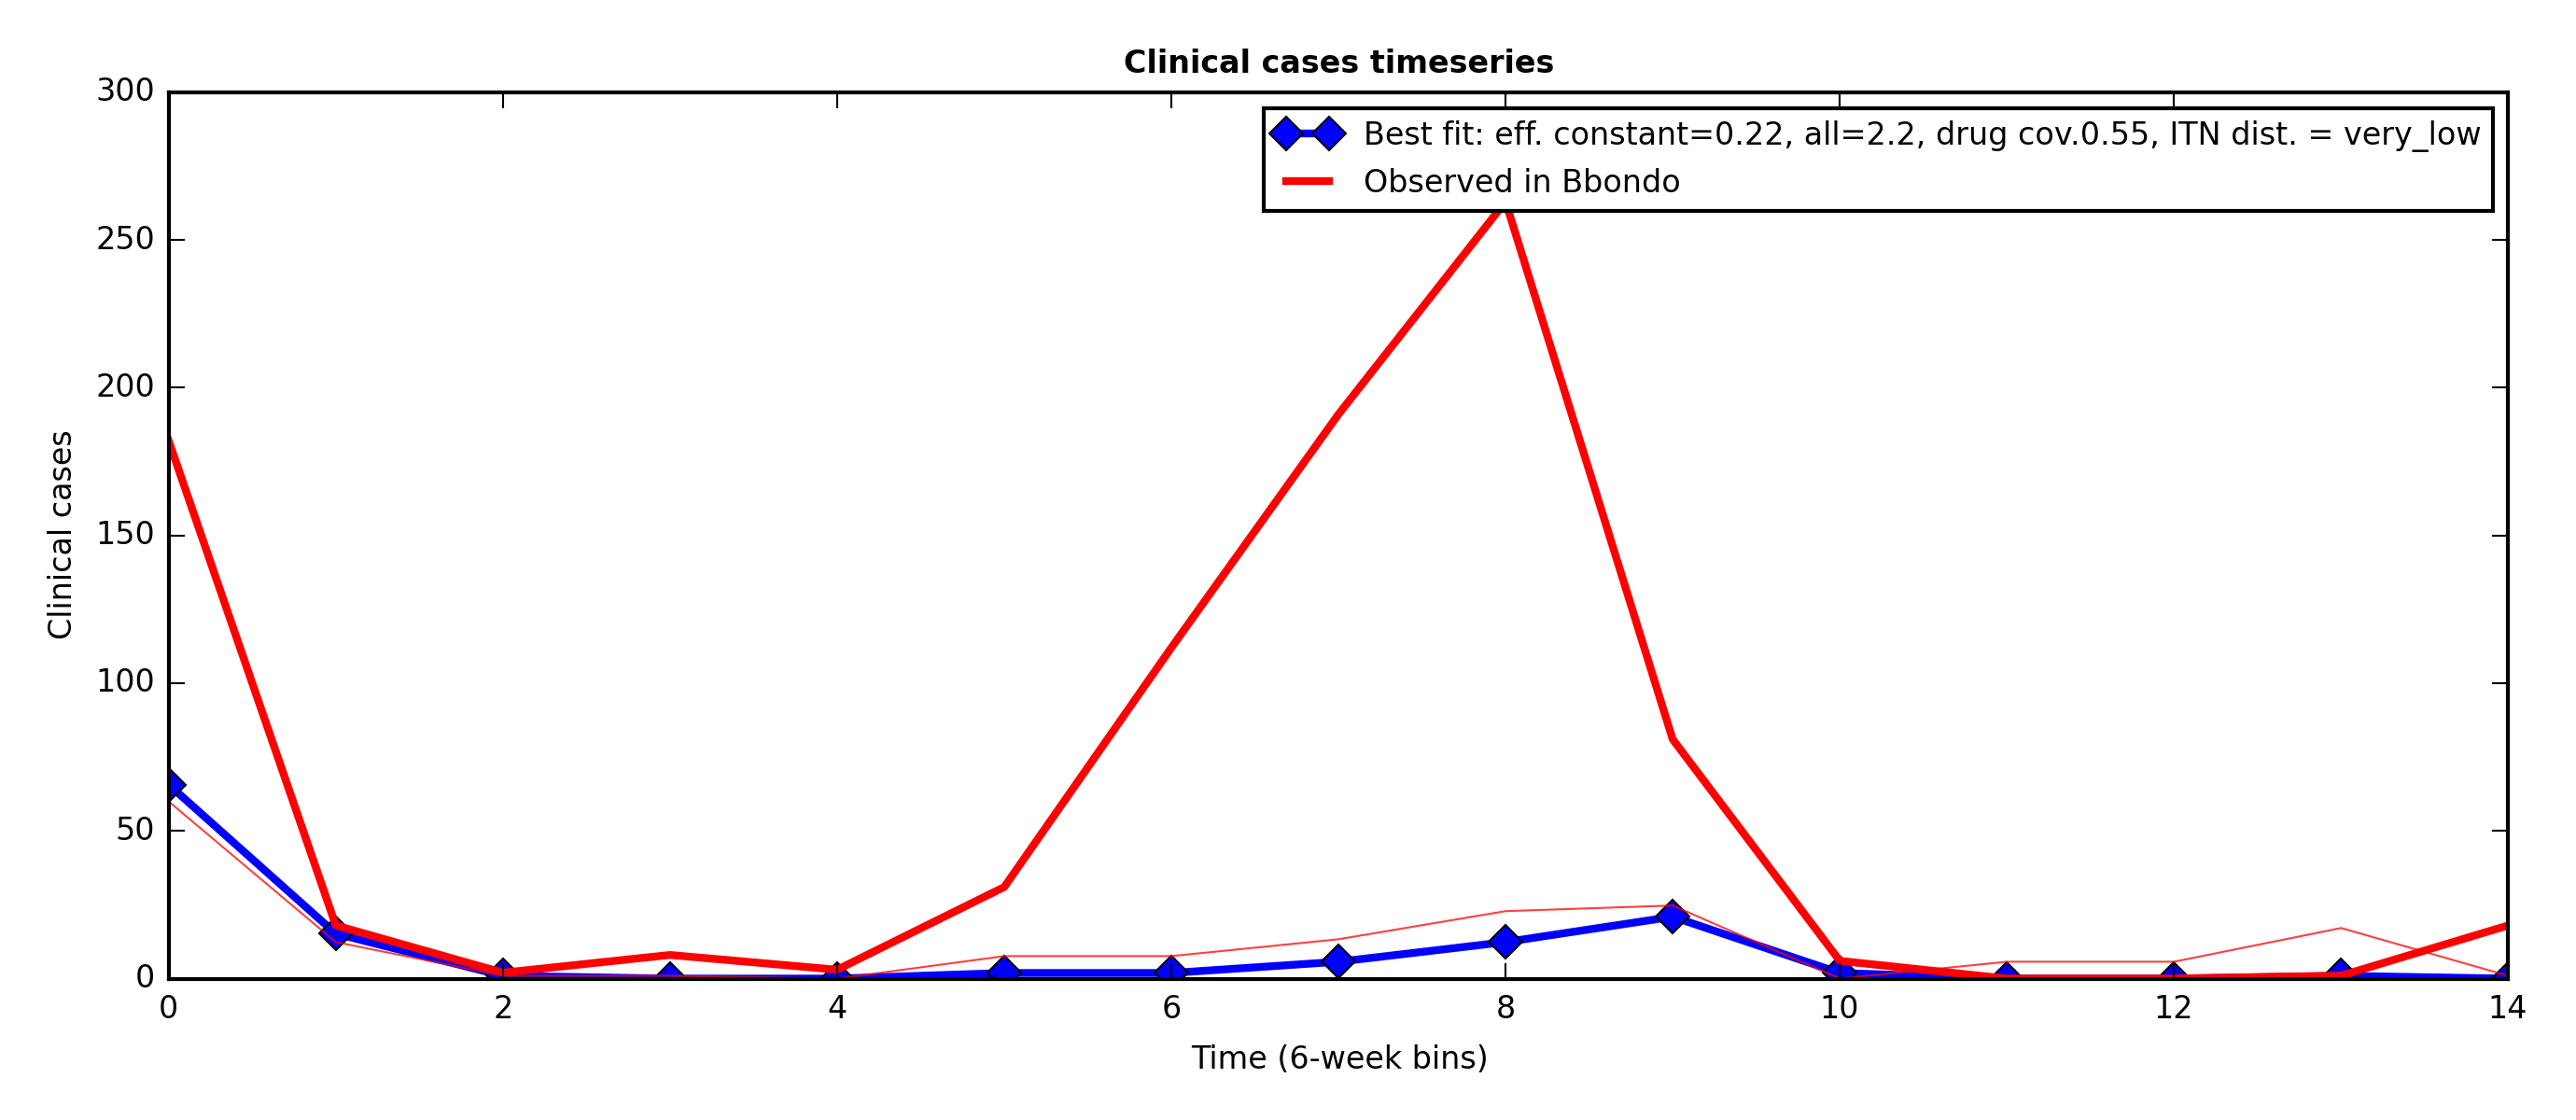 Clinical cases timeseries
300
250
200
150
100
50
0
Clinical cases
Best fit: eff. constant=0.22, all=2.2, drug cov.0.55, ITN dist. = very_low
Observed in Bbondo
0 2 4 6 8 10 12 14
Time (6-week bins)